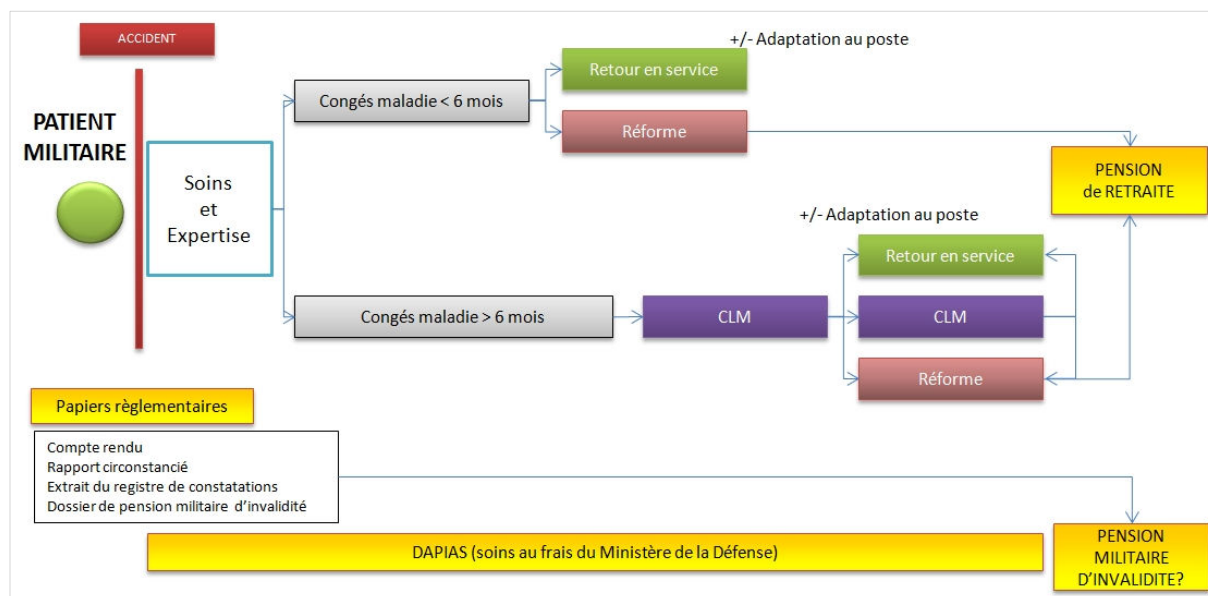 ACCIDENT
+/- Adaptation au poste
Retour en service
Congés maladie < 6 mois
Réforme
PATIENT
MILITAIRE
Soins
et
Expertise
PENSION
de RETRAITE
+/- Adaptation au poste
Retour en service
Congés maladie > 6 mois
CLM
CLM
Réforme
Papiers règlementaires
Compte rendu
Rapport circonstancié
Extrait du registre de constatations
Dossier de pension militaire d'invalidité
DAPIAS (soins au frais du Ministère de la Défense)
PENSION
MILITAIRE
D'INVALIDITE?